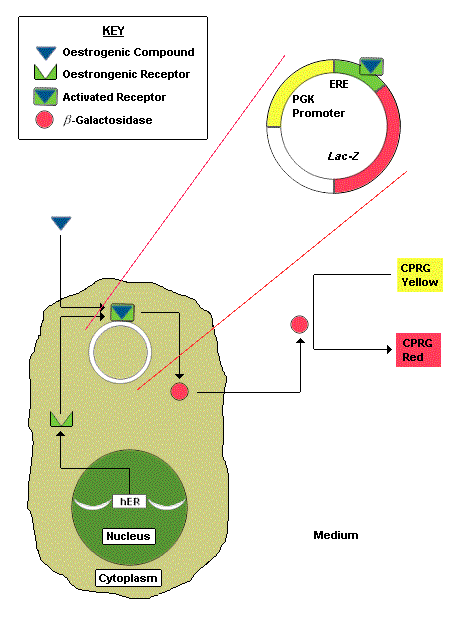 KEY
Oestrogenic Compound
Oestrongenic Receptor
Activated Receptor
β-Galactosidase
ERE
PGK
Promoter
Lac-Z
CPRG
Yellow
CPRG
Red
hER
Nucleus
Cytoplasm
Medium